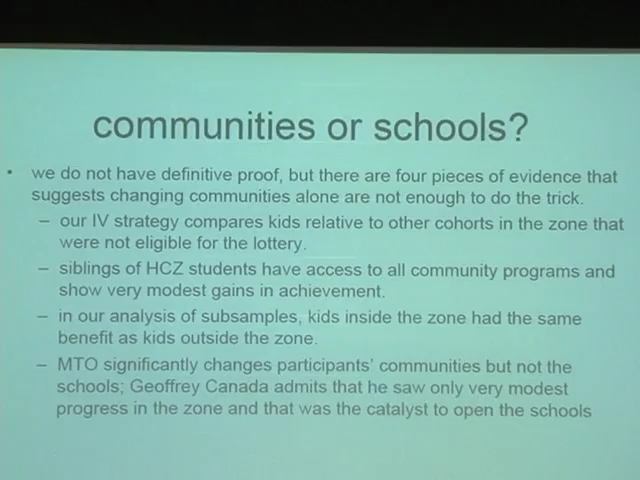 communities or schools?
• we do not have definitive proof, but there are four pieces of evidence that
suggests changing communities alone are not enough to do the trick.
– our IV strategy compares kids relative to other cohorts in the zone that
were not eligible for the lottery.
– siblings of HCZ students have access to all community programs and
show very modest gains in achievement.
– in our analysis of subsamples, kids inside the zone had the same
benefit as kids outside the zone.
– MTO significantly changes participants' communities but not the
schools; Geoffrey Canada admits that he saw only very modest
progress in the zone and that was the catalyst to open the schools